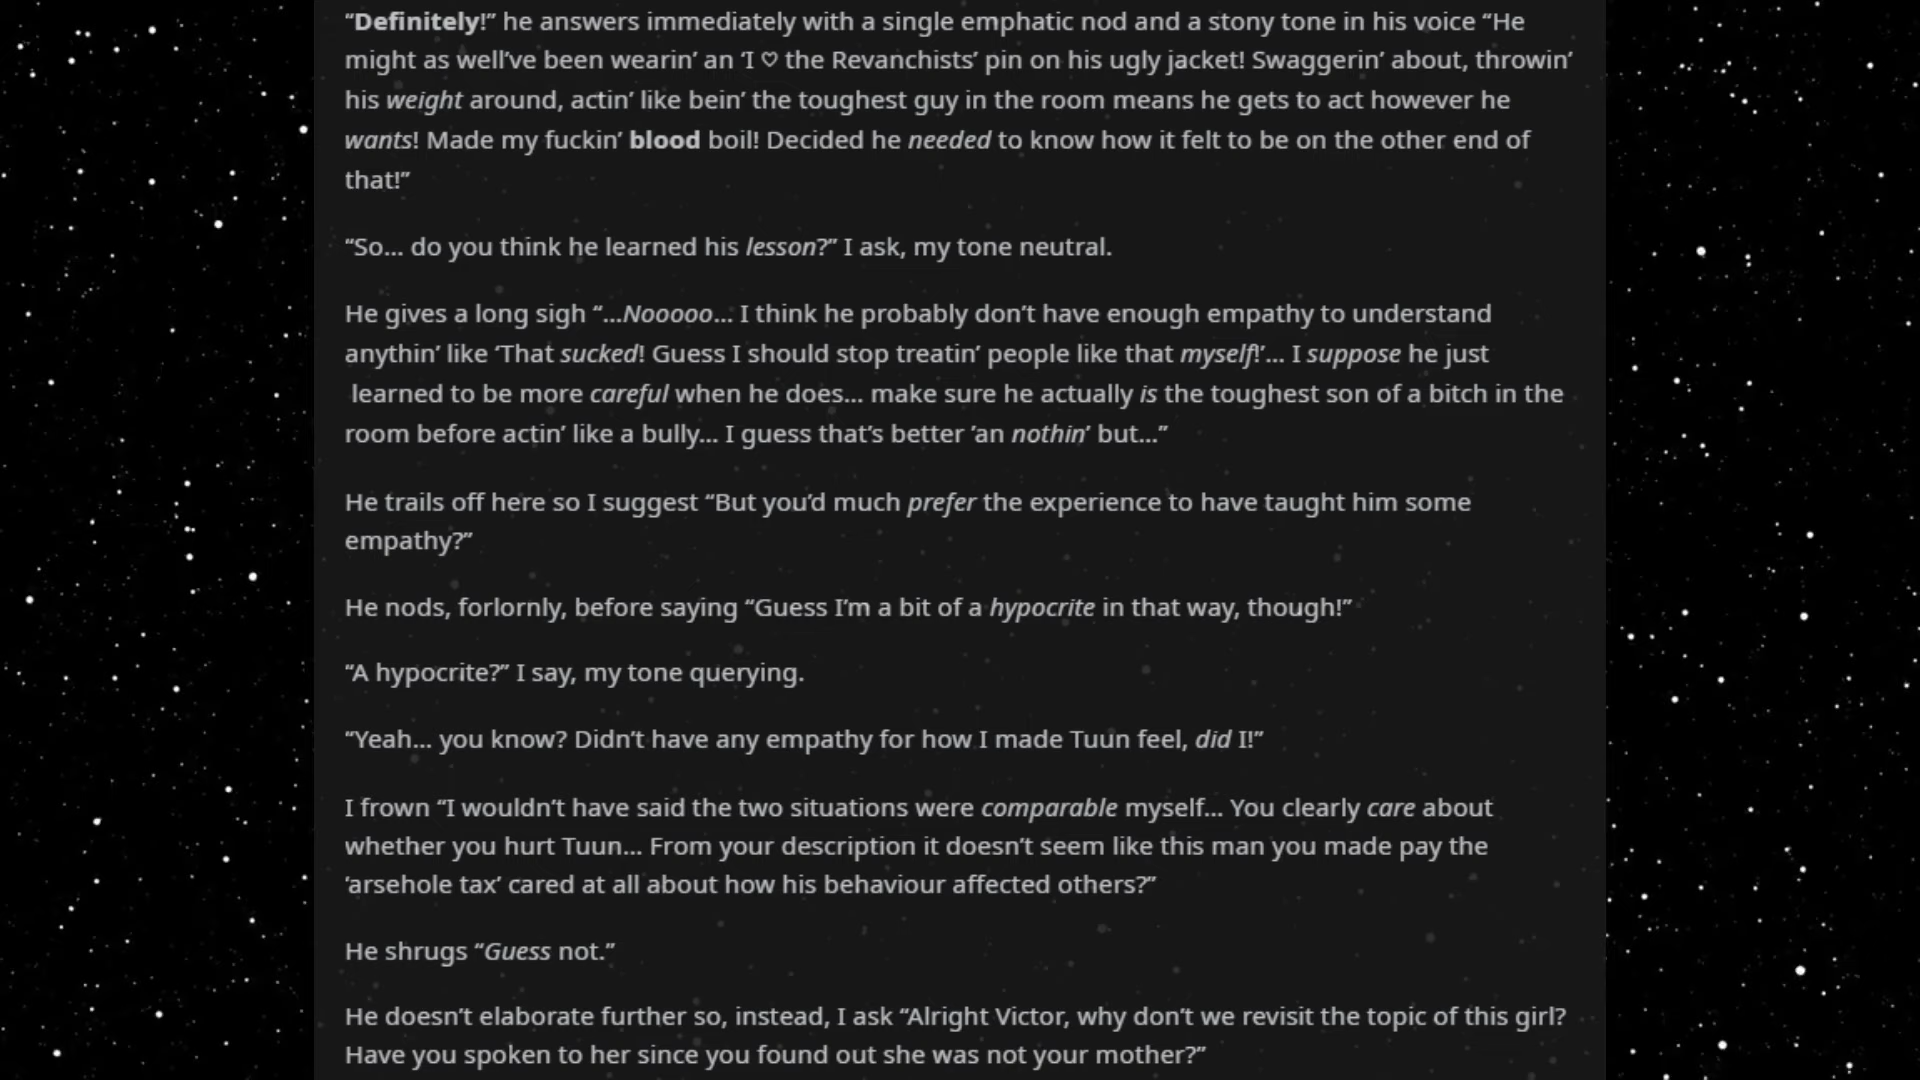 “Definitely!” he answers immediately with a single emphatic nod and a stony tone in his voice “He
might as well’ve been wearin’ an ‘I ♡ the Revanchists’ pin on his ugly jacket! Swaggerin’ about, throwin’
his weight around, actin’ like bein’ the toughest guy in the room means he gets to act however he
wants! Made my fuckin’ blood boil! Decided he needed to know how it felt to be on the other end of
that!”
“So... do you think he learned his lesson?” I ask, my tone neutral.
He gives a long sigh “...Nooooo... I think he probably don’t have enough empathy to understand
anythin’ like ‘That sucked! Guess I should stop treatin’ people like that myself!’... I suppose he just
learned to be more careful when he does... make sure he actually is the toughest son of a bitch in the
room before actin’ like a bully... I guess that’s better ’an nothin’ but...”
He trails off here so I suggest “But you’d much prefer the experience to have taught him some
empathy?”
He nods, forlornly, before saying “Guess I’m a bit of a hypocrite in that way, though!”
“A hypocrite?” I say, my tone querying.
“Yeah... you know? Didn’t have any empathy for how I made Tuun feel, did I!”
I frown “I wouldn’t have said the two situations were comparable myself... You clearly care about
whether you hurt Tuun... From your description it doesn’t seem like this man you made pay the
‘arsehole tax’ cared at all about how his behaviour affected others?”
He shrugs “Guess not.”
He doesn’t elaborate further so, instead, I ask “Alright Victor, why don’t we revisit the topic of this girl?
Have you spoken to her since you found out she was not your mother?”